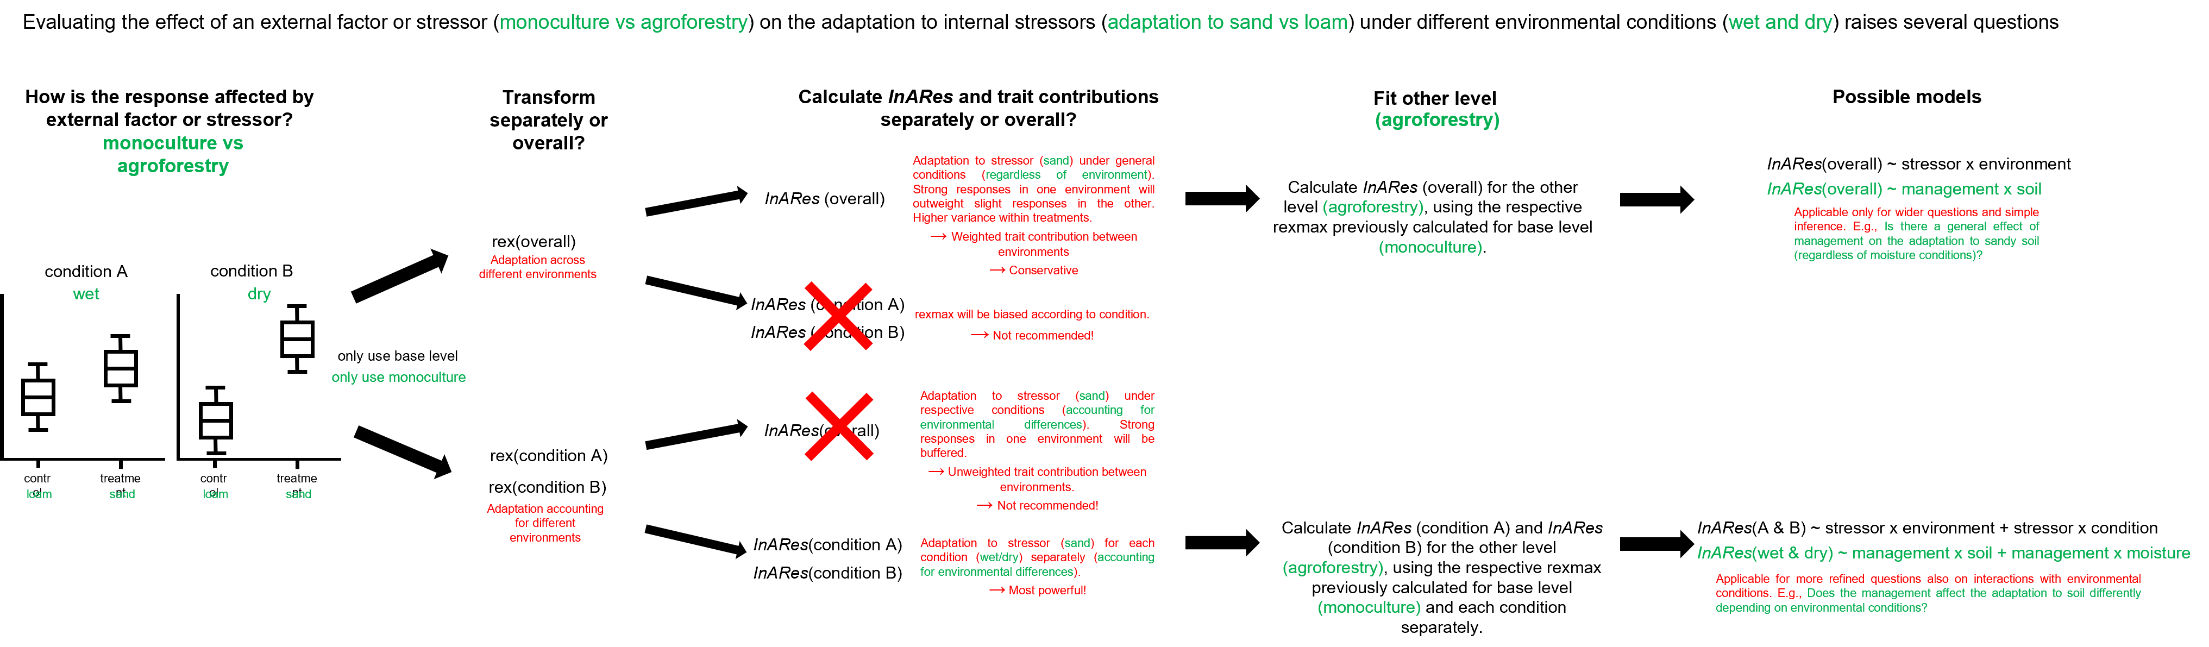 Evaluating the effect of an external factor or stressor (monoculture vs agroforestry) on the adaptation to internal stressors (adaptation to sand vs loam) under different environmental conditions (wet and dry) raises several questions
How is the response affected by
external factor or stressor?
monoculture vs
agroforestry
condition A
wet
condition B
dry
contr
ol
loam
treatme
nt
sand
contr
ol
loam
treatme
nt
sand
only use base level
only use monoculture
Transform
separately or
overall?
rex(overall)
Adaptation across
different environments
rex(condition A)
rex(condition B)
Adaptation accounting
for different
environments
Calculate lnARes and trait contributions
separately or overall?
lnARes (overall)
Adaptation to stressor (sand) under general
conditions (regardless of environment).
Strong responses in one environment will
outweight slight responses in the other.
Higher variance within treatments.
→ Weighted trait contribution between
environments
→ Conservative
lnARes (condition A)
lnARes (condition B)
rexmax will be biased according to condition.
→ Not recommended!
lnARes(overall)
Adaptation to stressor (sand) under
respective conditions (accounting for
environmental differences). Strong
responses in one environment will be
buffered.
→ Unweighted trait contribution between
environments.
→ Not recommended!
lnARes(condition A)
lnARes(condition B)
Adaptation to stressor (sand) for each
condition (wet/dry) separately (accounting
for environmental differences).
→ Most powerful!
Fit other level
(agroforestry)
Calculate lnARes (overall) for the other
level (agroforestry), using the respective
rexmax previously calculated for base level
(monoculture).
Calculate lnARes (condition A) and lnARes
(condition B) for the other level
(agroforestry), using the respective rexmax
previously calculated for base level
(monoculture) and each condition
separately.
Possible models
lnARes(overall) ~ stressor x environment
lnARes(overall) ~ management x soil
Applicable only for wider questions and simple
inference. E.g., Is there a general effect of
management on the adaptation to sandy soil
(regardless of moisture conditions)?
lnARes(A & B) ~ stressor x environment + stressor x condition
lnARes(wet & dry) ~ management x soil + management x moisture
Applicable for more refined questions also on interactions with environmental
conditions. E.g., Does the management affect the adaptation to soil differently
depending on environmental conditions?